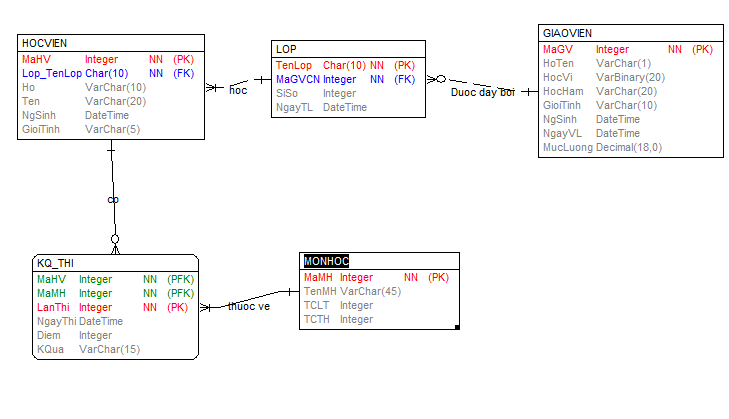 HOCVIEN
MaHV Integer NN (PK)
Lop_TenLop Char(10) NN (FK)
Ho VarChar(10)
Ten VarChar(20)
NgSinh DateTime
GioiTinh VarChar(5)
hoc
LOP
TenLop Char(10) NN (PK)
MaGVCN Integer NN (FK)
SiSo Integer
NgayTL DateTime
Duoc day boi
GIAOVIEN
MaGV Integer NN (PK)
HoTen VarChar(1)
HocVi VarBinary(20)
HocHam VarChar(20)
GioiTinh VarChar(10)
NgSinh DateTime
NgayVL DateTime
MucLuong Decimal(18,0)
co
KQ_THI
MaHV Integer NN (PFK)
MaMH Integer NN (PFK)
LanThi Integer NN (PK)
NgayThi DateTime
Diem Integer
KQua VarChar(15)
thuoc ve
MONHOC
MaMH Integer NN (PK)
TenMH VarChar(45)
TCLT Integer
TCTH Integer